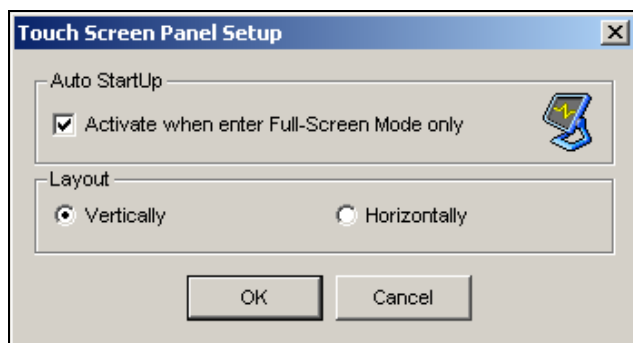 Touch Screen Panel Setup
Auto StartUp
Activate when enter Full-Screen Mode only
Layout
Vertically
Horizontally
OK
Cancel